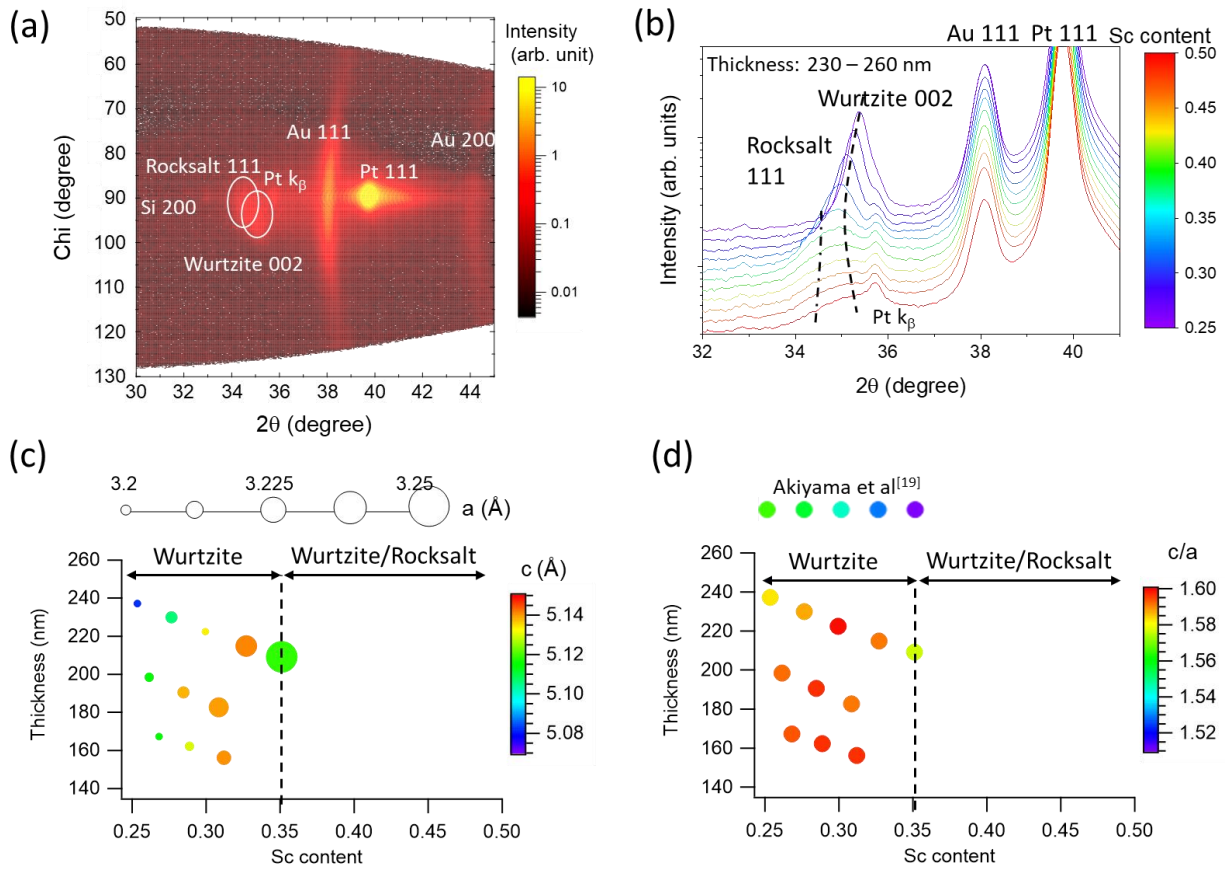 (a)
50
60
70
80
90
100
110
120
130
Chi (degree)
30 32 34 36 38 40 42 44
2θ (degree)
Au 111
Au 200
Rocksalt 111
Pt kβ
Pt 111
Si 200
Wurtzite 002
Intensity
(arb. unit)
10
1
0.1
0.01
(b)
Au 111 Pt 111 Sc content
Thickness: 230 – 260 nm
Wurtzite 002
Rocksalt
111
Pt kβ
Intensity (arb. units)
32 34 36 38 40
2θ (degree)
0.50
0.45
0.40
0.35
0.30
0.25
(c)
3.2 3.225 3.25
a (Å)
Wurtzite Wurtzite/Rocksalt
260
240
220
200
180
160
140
Thickness (nm)
0.25 0.30 0.35 0.40 0.45 0.50
Sc content
c (Å)
5.14
5.12
5.10
5.08
(d)
Akiyama et al[19]
Wurtzite Wurtzite/Rocksalt
260
240
220
200
180
160
140
Thickness (nm)
0.25 0.30 0.35 0.40 0.45 0.50
Sc content
c/a
1.60
1.58
1.56
1.54
1.52